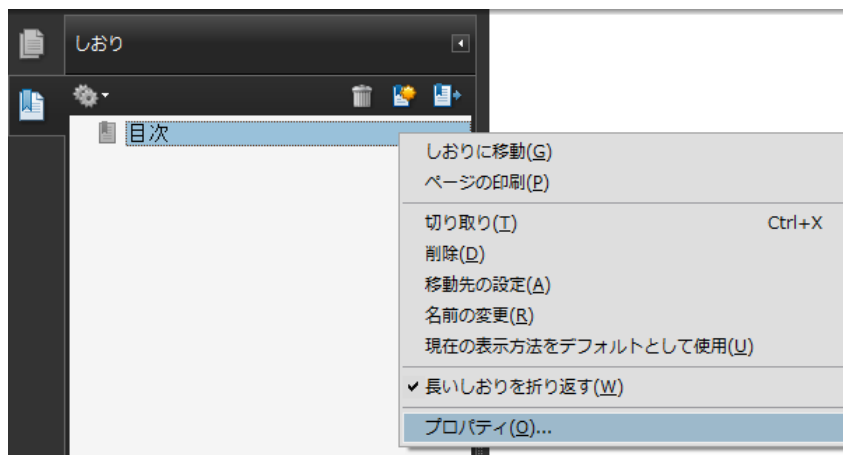 しおり
目次
しおりに移動(G)
ページの印刷(P)
切り取り(T) Ctrl+X
削除(D)
移動先の設定(A)
名前の変更(R)
現在の表示方法をデフォルトとして使用(U)
長いしおりを折り返す(W)
プロパティ(O)...